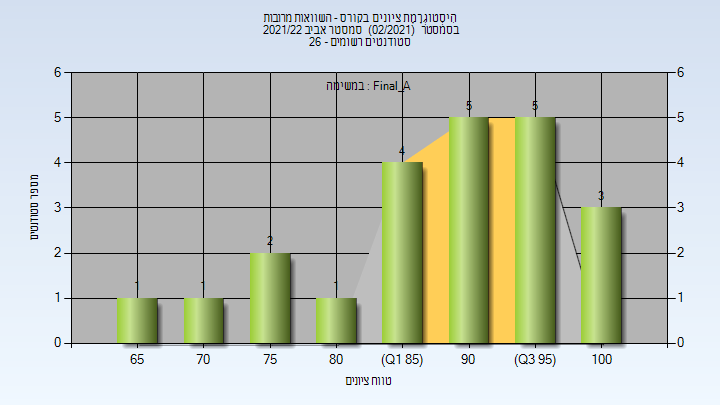 היסטוגרמת ציונים בקורס - השוואות מרובות
בסמסטר (02/2021) סמסטר אביב 2021/22
סטודנטים רשומים - 26
במשימה : Final_A
6 6
5 5
4 4
3 3
2 2
1 1
0 0
1 1 2 1 4 5 5 3
65 70 75 80 (Q1 85) 90 (Q3 95) 100
מספר סטודנטים
טווח ציונים